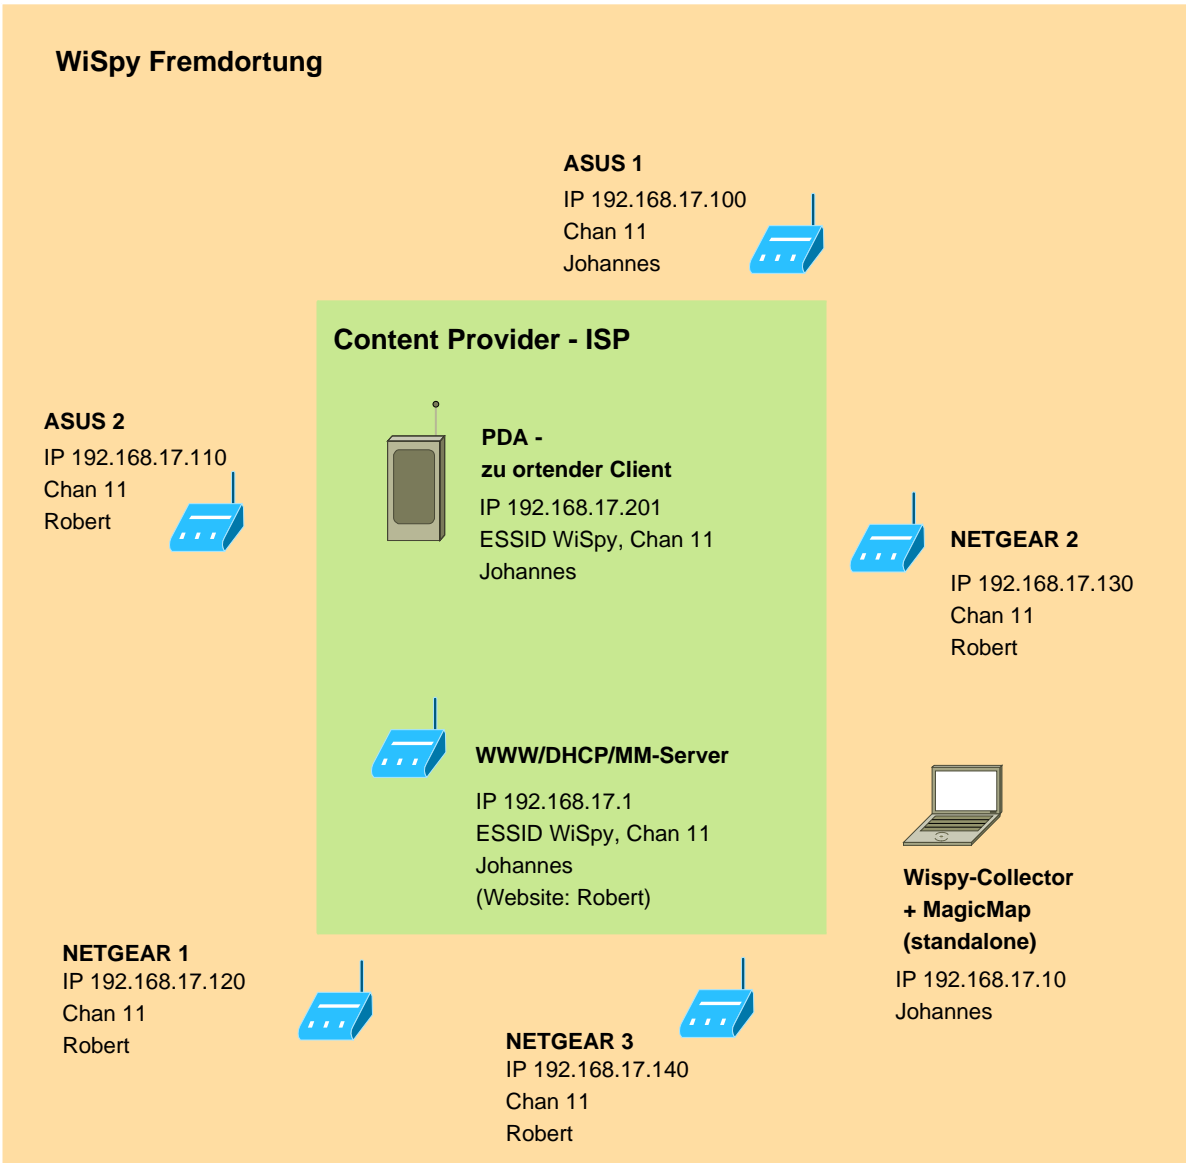 WiSpy Fremdortung
ASUS 1
IP 192.168.17.100
Chan 11
Johannes
Content Provider - ISP
ASUS 2
IP 192.168.17.110
Chan 11
Robert
PDA -
zu ortender Client
IP 192.168.17.201
ESSID WiSpy, Chan 11
Johannes
NETGEAR 2
IP 192.168.17.130
Chan 11
Robert
WWW/DHCP/MM-Server
IP 192.168.17.1
ESSID WiSpy, Chan 11
Johannes
(Website: Robert)
Wispy-Collector
+ MagicMap
(standalone)
IP 192.168.17.10
Johannes
NETGEAR 1
IP 192.168.17.120
Chan 11
Robert
NETGEAR 3
IP 192.168.17.140
Chan 11
Robert